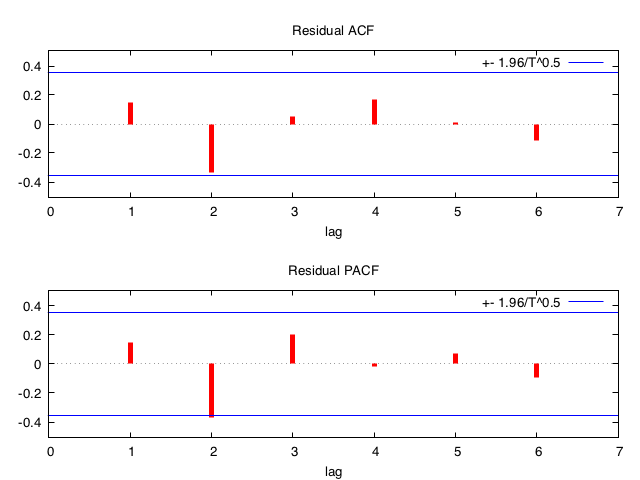 Residual ACF
+- 1.96/T^0.5
0.4
0.2
0
-0.2
-0.4
0 1 2 3 4 5 6 7
lag
Residual PACF
+- 1.96/T^0.5
0.4
0.2
0
-0.2
-0.4
0 1 2 3 4 5 6 7
lag